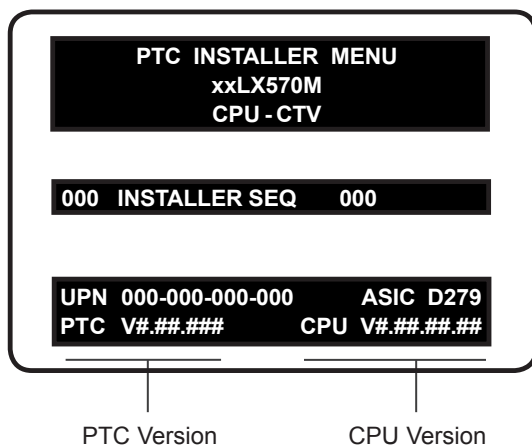 PTC INSTALLER MENU
xxLX570M
CPU - CTV
000 INSTALLER SEQ 000
UPN 000-000-000-000 ASIC D279
PTC V#.##.### CPU V#.##.##.##
PTC Version CPU Version